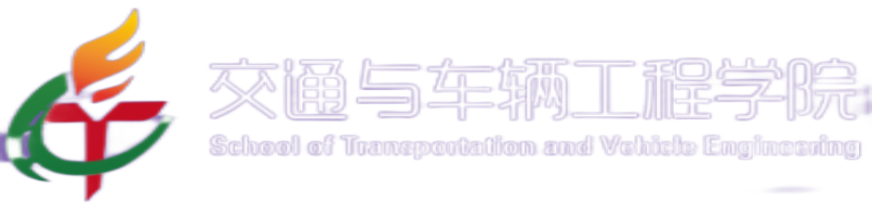 交通与车辆工程学院
School of Transportation and Vehicle Engineering